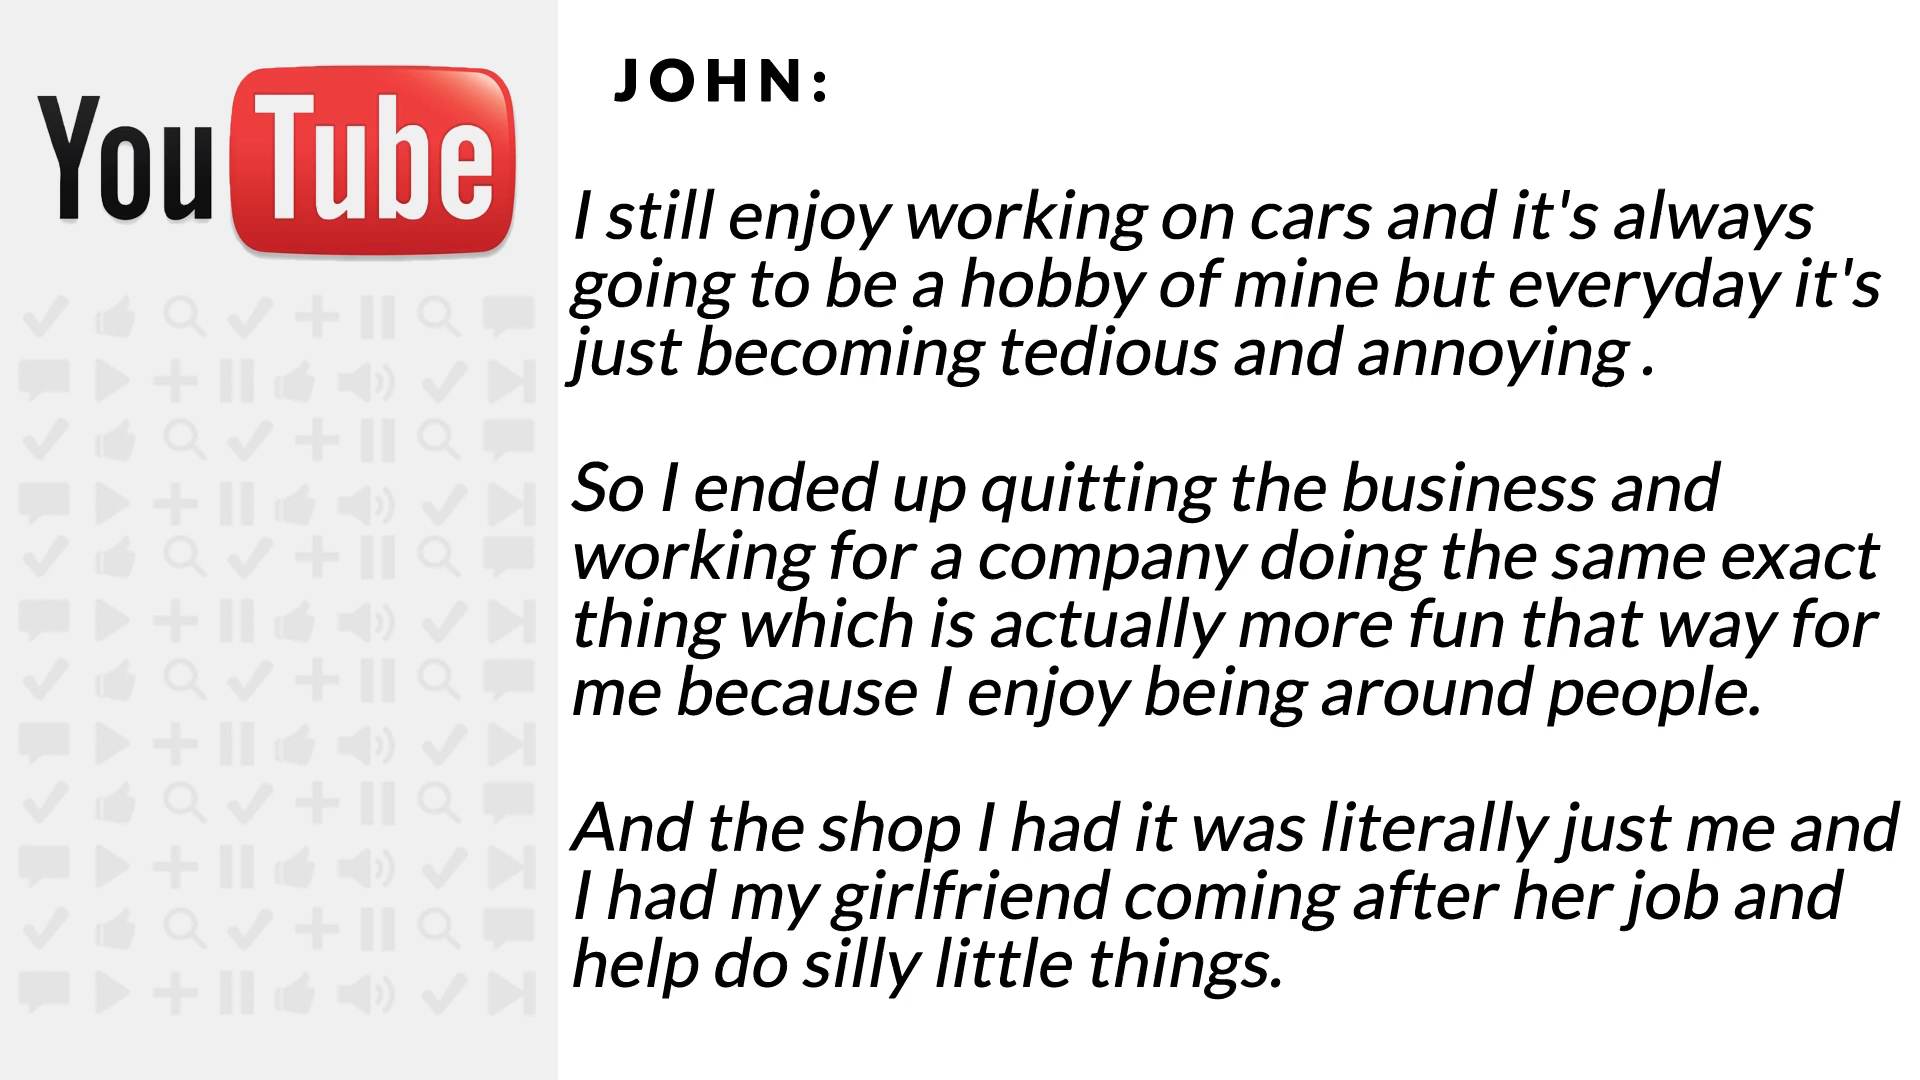 YouTube
JOHN:
I still enjoy working on cars and it's always
going to be a hobby of mine but everyday it's
just becoming tedious and annoying .
So I ended up quitting the business and
working for a company doing the same exact
thing which is actually more fun that way for
me because I enjoy being around people.
And the shop I had it was literally just me and
I had my girlfriend coming after her job and
help do silly little things.